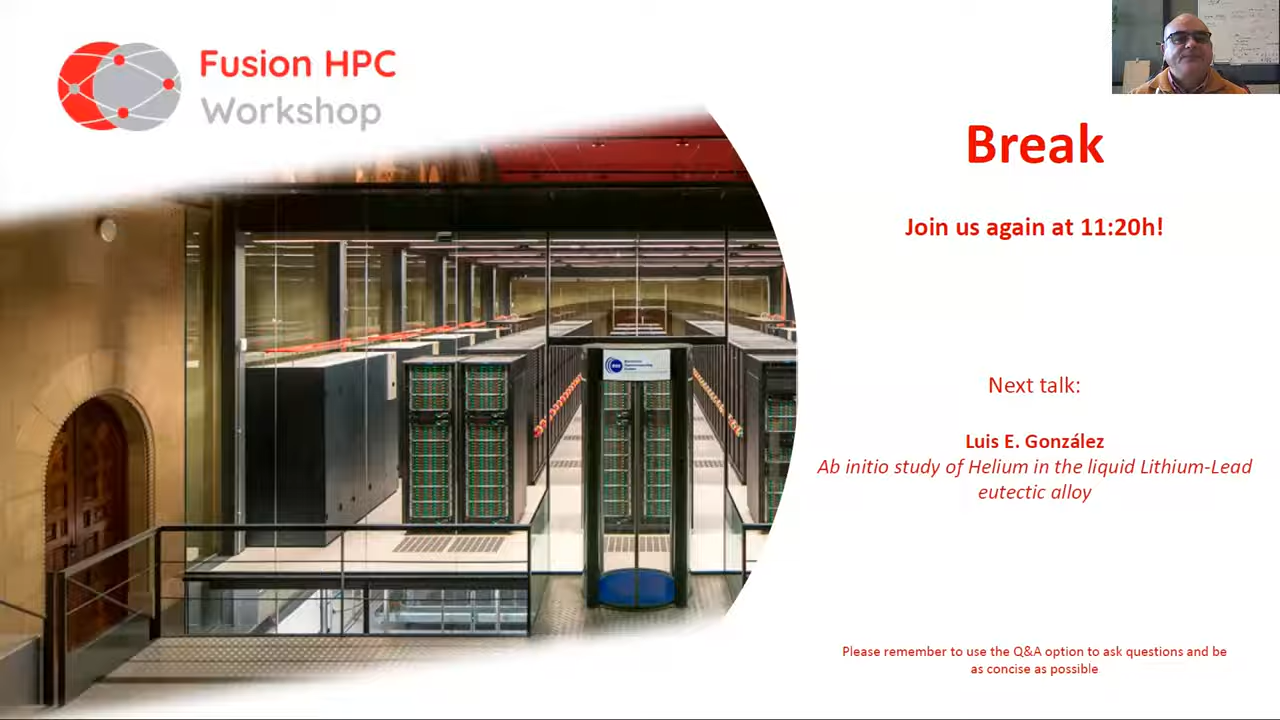 Fusion HPC
Workshop
Break
Join us again at 11:20h!
Next talk:
Luis E. González
Ab initio study of Helium in the liquid Lithium-Lead
eutectic alloy
Please remember to use the Q&A option to ask questions and be
as concise as possible